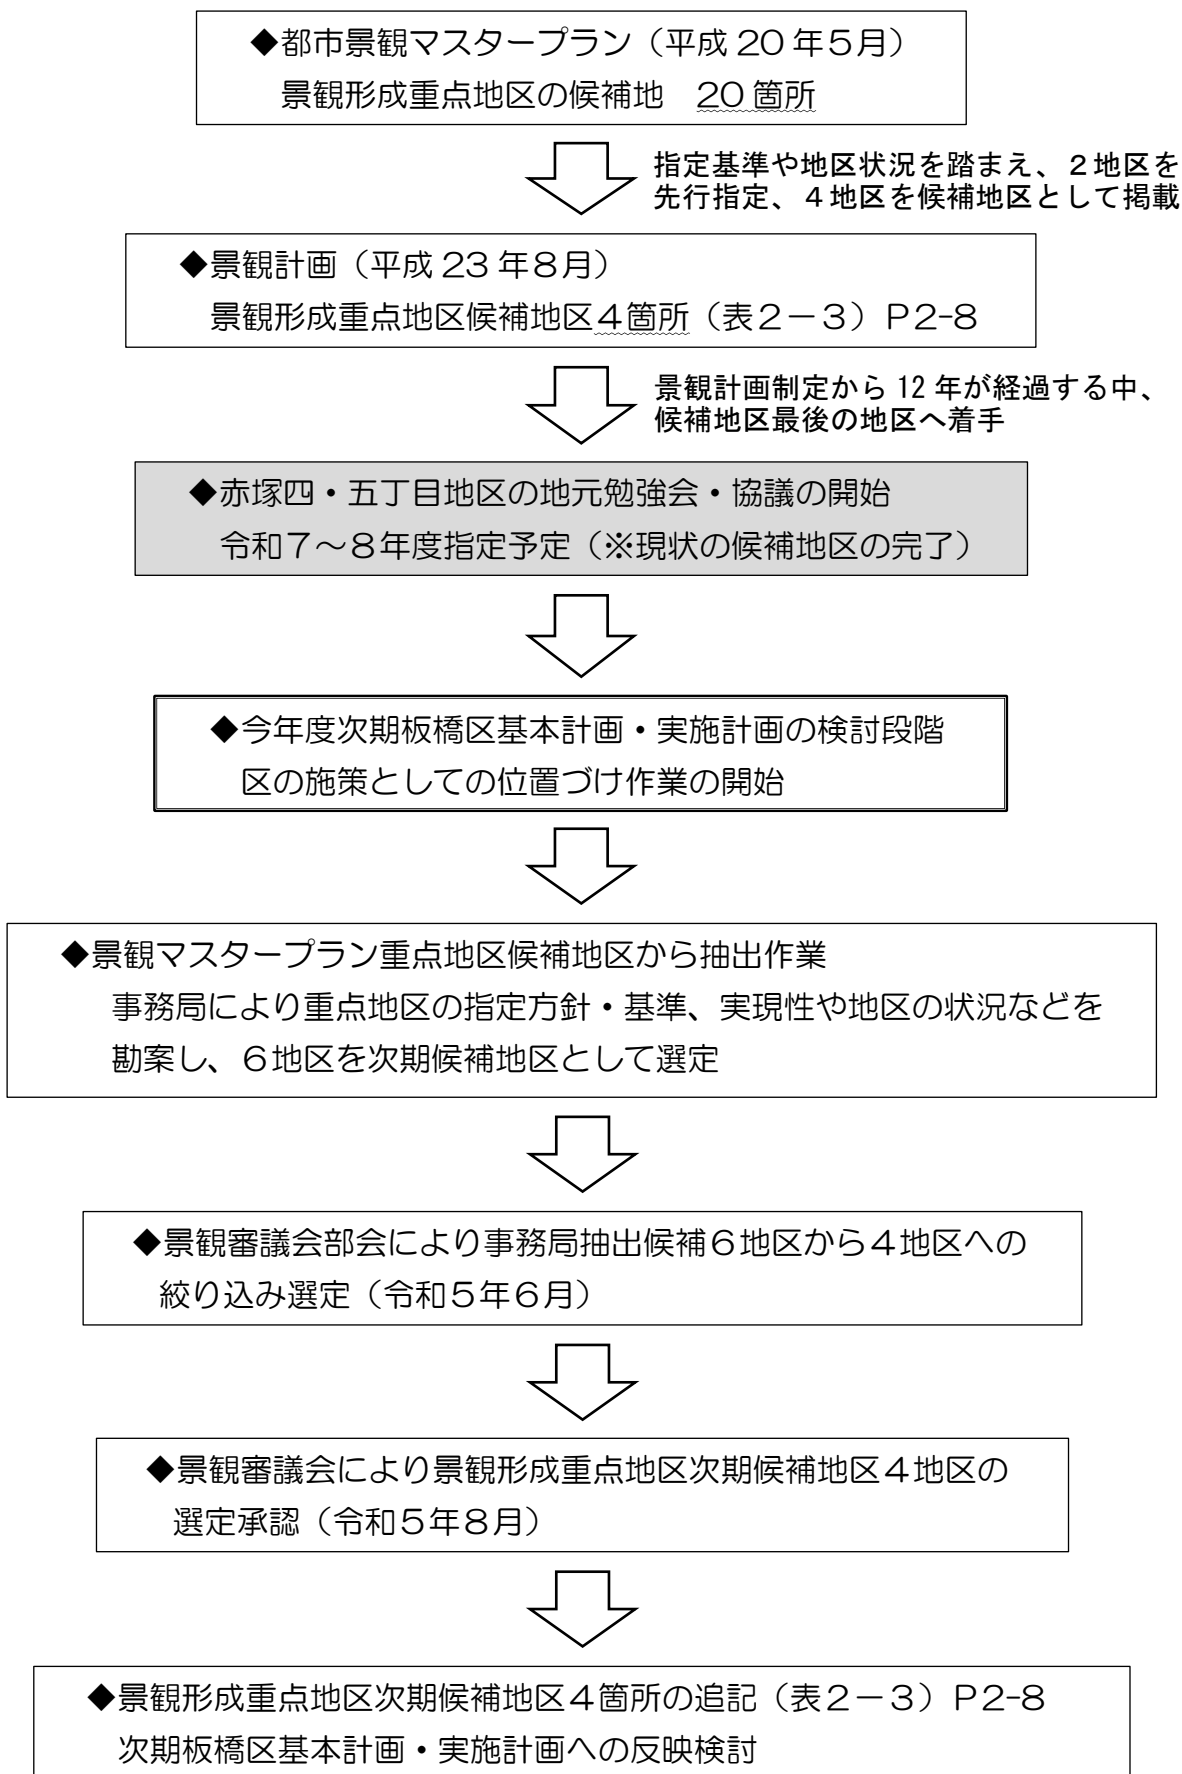 ◆都市景観マスタープラン（平成 20 年５月）
景観形成重点地区の候補地　20 箇所
指定基準や地区状況を踏まえ、２地区を
先行指定、４地区を候補地区として掲載
◆景観計画（平成 23 年８月）
景観形成重点地区候補地区４箇所（表２－３）Ｐ2-8
景観計画制定から 12 年が経過する中、
候補地区最後の地区へ着手
◆赤塚四・五丁目地区の地元勉強会・協議の開始
令和７～８年度指定予定（※現状の候補地区の完了）
◆今年度次期板橋区基本計画・実施計画の検討段階
区の施策としての位置づけ作業の開始
◆景観マスタープラン重点地区候補地区から抽出作業
事務局により重点地区の指定方針・基準、実現性や地区の状況などを
勘案し、６地区を次期候補地区として選定
◆景観審議会部会により事務局抽出候補６地区から４地区への
絞り込み選定（令和５年６月）
◆景観審議会により景観形成重点地区次期候補地区４地区の
選定承認（令和５年８月）
◆景観形成重点地区次期候補地区４箇所の追記（表２－３）Ｐ2-8
次期板橋区基本計画・実施計画への反映検討